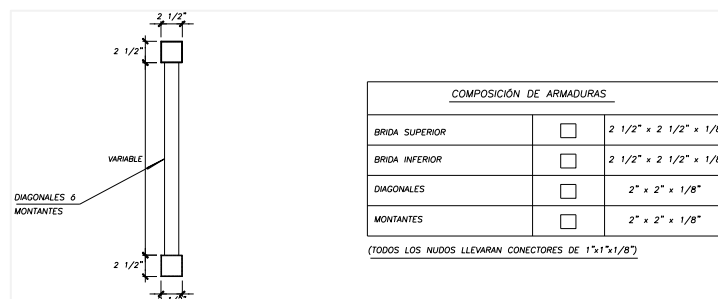 2 1/2"
2 1/2"
VARIABLE
DIAGONALES 6
MONTANTES
2 1/2"
COMPOSICIÓN DE ARMADURAS
BRIDA SUPERIOR 2 1/2" x 2 1/2" x
BRIDA INFERIOR 2 1/2" x 2 1/2" x
DIAGONALES 2" x 2" x 1/8"
MONTANTES 2" x 2" x 1/8"
(TODOS LOS NUDOS LLEVARAN CONECTORES DE 1"x1"x1/8")